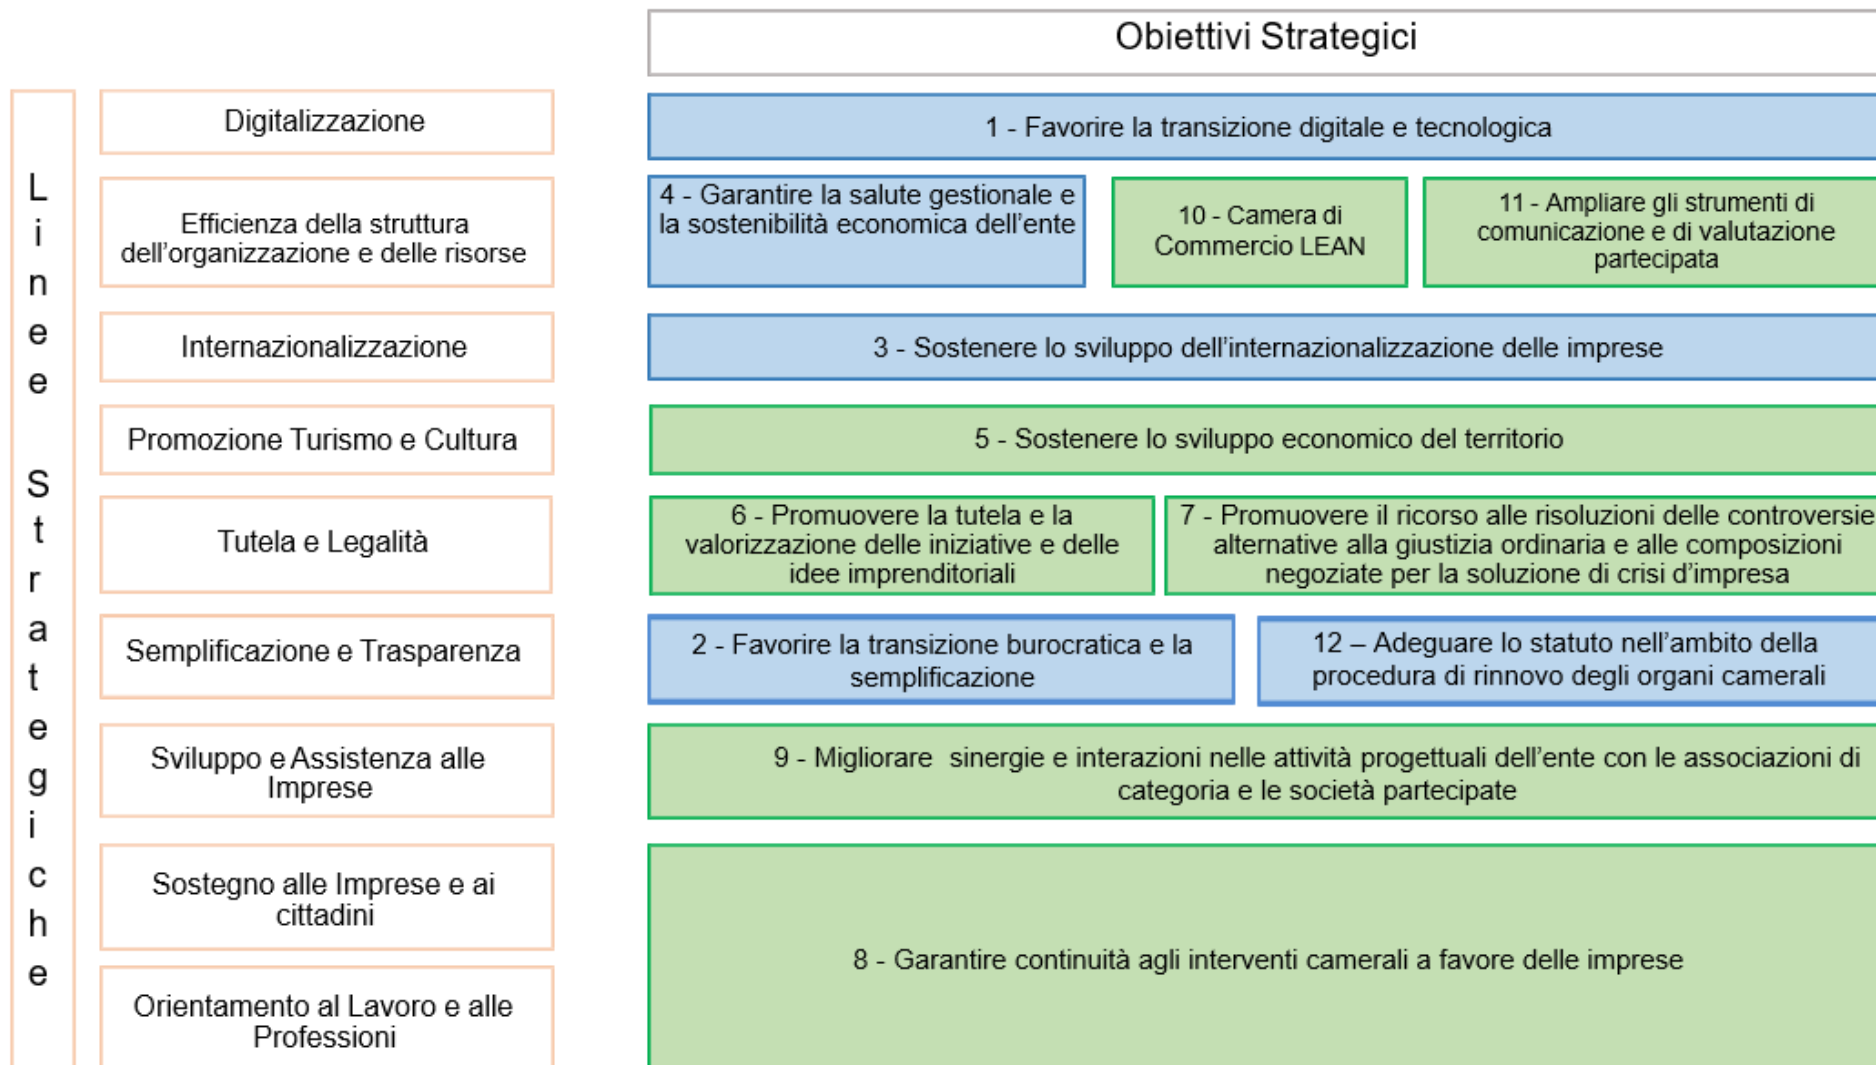 Obiettivi Strategici
Linee Strategiche
Digitalizzazione
1 - Favorire la transizione digitale e tecnologica
Efficienza della struttura
dell'organizzazione e delle risorse
4 - Garantire la salute gestionale e
la sostenibilità economica dell'ente
10 - Camera di
Commercio LEAN
11 - Ampliare gli strumenti di
comunicazione e di valutazione
partecipata
Internazionalizzazione
3 - Sostenere lo sviluppo dell'internazionalizzazione delle imprese
Promozione Turismo e Cultura
5 - Sostenere lo sviluppo economico del territorio
Tutela e Legalità
6 - Promuovere la tutela e la
valorizzazione delle iniziative e delle
idee imprenditoriali
7 - Promuovere il ricorso alle risoluzioni delle controversie
alternative alla giustizia ordinaria e alle composizioni
negoziate per la soluzione di crisi d'impresa
Semplificazione e Trasparenza
2 - Favorire la transizione burocratica e la
semplificazione
12 – Adeguare lo statuto nell'ambito della
procedura di rinnovo degli organi camerali
Sviluppo e Assistenza alle
Imprese
9 - Migliorare  sinergie e interazioni nelle attività progettuali dell'ente con le associazioni di
categoria e le società partecipate
Sostegno alle Imprese e ai
cittadini
8 - Garantire continuità agli interventi camerali a favore delle imprese
Orientamento al Lavoro e alle
Professioni